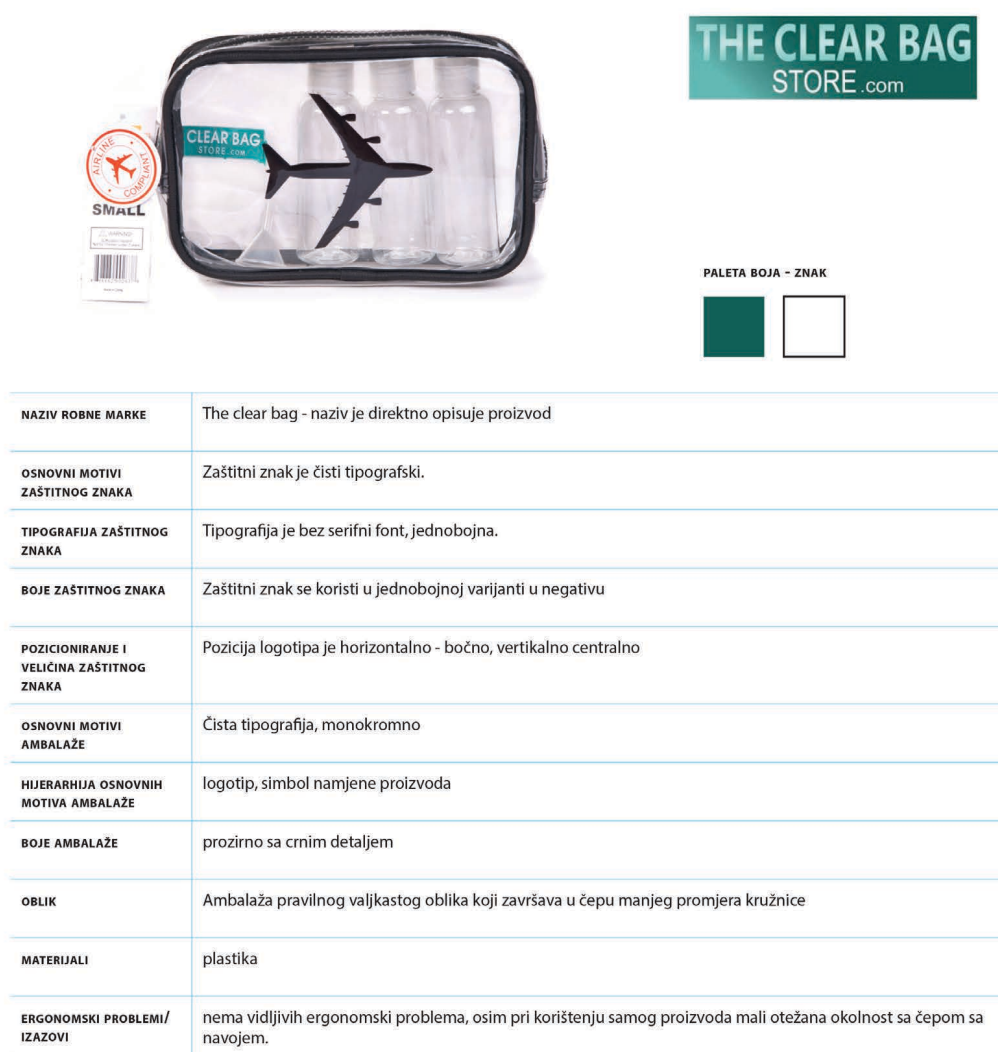 THE CLEAR BAG
STORE.com
CLEAR BAG
STORE.COM
AIRLINE
COMPLIANT
SMALL
WARNING!
PALETA BOJA - ZNAK
NAZIV ROBNE MARKE
The clear bag - naziv je direktno opisuje proizvod
OSNOVNI MOTIVI
ZAŠTITNOG ZNAKA
Zaštitni znak je čisti tipografski.
TIPOGRAFIJA ZAŠTITNOG
ZNAKA
Tipografija je bez serifni font, jednobojna.
BOJE ZAŠTITNOG ZNAKA
Zaštitni znak se koristi u jednobojnoj varijanti u negativu
POZICIONIRANJE I
VELIČINA ZAŠTITNOG
ZNAKA
Pozicija logotipa je horizontalno - bočno, vertikalno centralno
OSNOVNI MOTIVI
AMBALAŽE
Čista tipografija, monokromno
HIJERARHIJA OSNOVNIH
MOTIVA AMBALAŽE
logotip, simbol namjene proizvoda
BOJE AMBALAŽE
prozirno sa crnim detaljem
OBLIK
Ambalaža pravilnog valjkastog oblika koji završava u čepu manjeg promjera kružnice
MATERIJALI
plastika
ERGONOMSKI PROBLEMI/
IZAZOVI
nema vidljivih ergonomski problema, osim pri korištenju samog proizvoda mali otežana okolnost sa čepom sa
navojem.